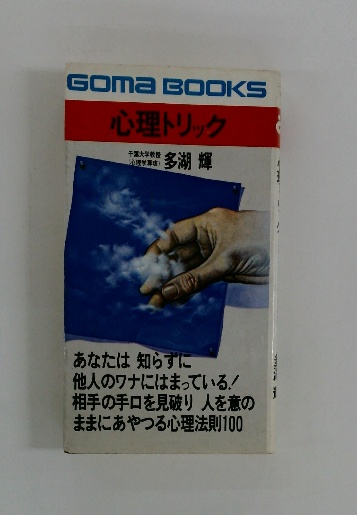 GOMA BOOKS
心理トリック
千葉大学教授
(心理学専攻)
多湖 輝
あなたは 知らずに
他人のワナにはまっている!
相手の手口を見破り 人を意の
ままにあやつる心理法則100